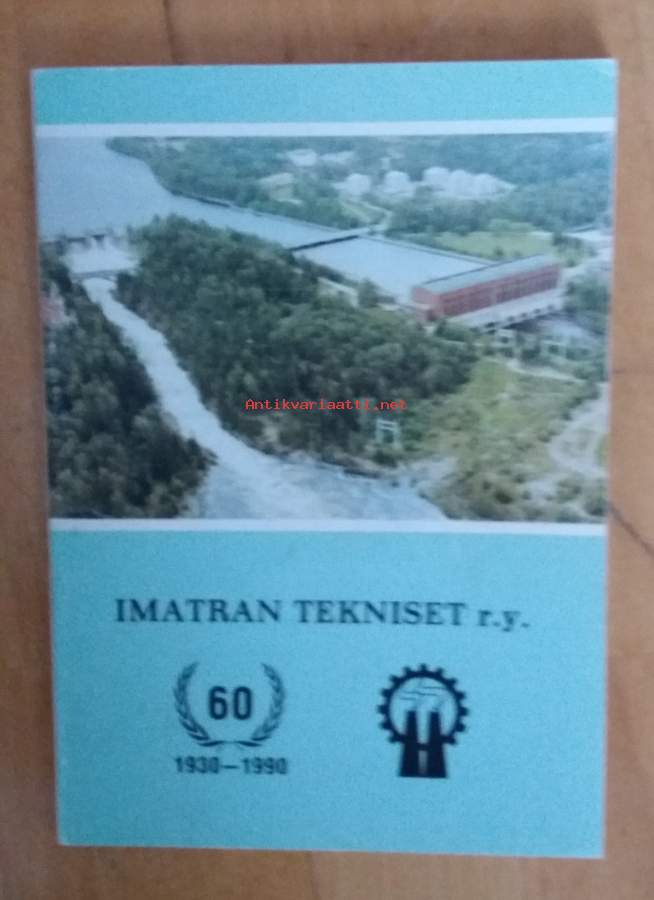 Antikvariaatti.net
IMATRAN TEKNISET r.y.
60
1930–1990